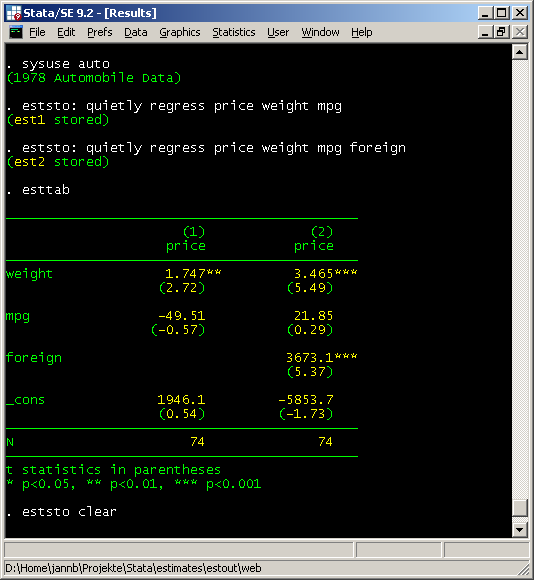 Stata/SE 9.2 - [Results]
File Edit Prefs Data Graphics Statistics User Window Help
. sysuse auto
(1978 Automobile Data)
. eststo: quietly regress price weight mpg
(est1 stored)
. eststo: quietly regress price weight mpg foreign
(est2 stored)
. esttab
(1) (2)
price price
weight 1.747** 3.465***
(2.72) (5.49)
mpg -49.51 21.85
(-0.57) (0.29)
foreign 3673.1***
(5.37)
_cons 1946.1 -5853.7
(0.54) (-1.73)
N 74 74
t statistics in parentheses
* p<0.05, ** p<0.01, *** p<0.001
. eststo clear
D:\Home\jannb\Projekte\Stata\estimates\estout\web